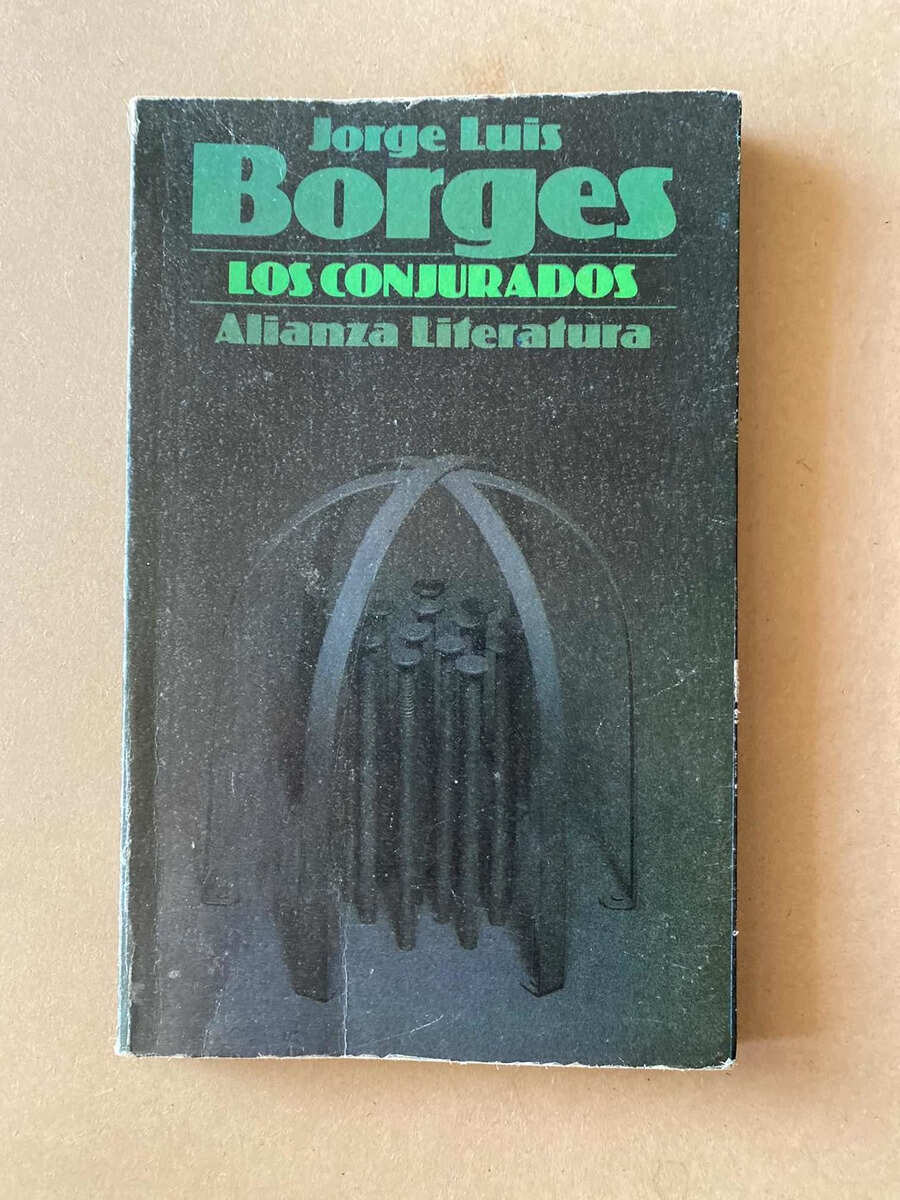 Jorge Luis
Borges
LOS CONJURADOS
Alianza Literatura